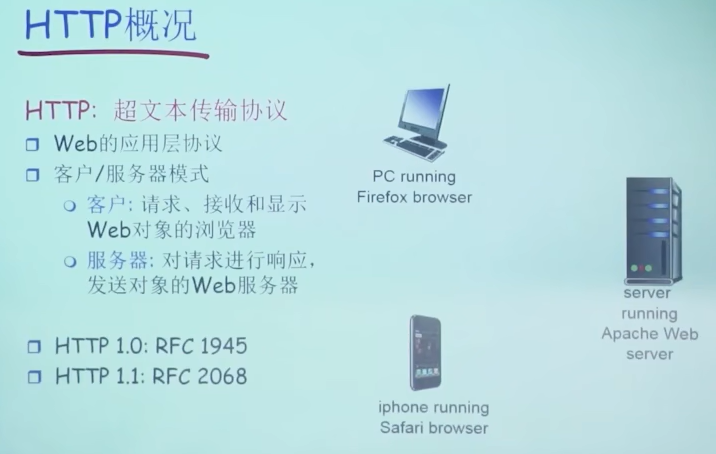 HTTP概况
HTTP: 超文本传输协议
Web的应用层协议
客户/服务器模式
客户: 请求、接收和显示
Web对象的浏览器
服务器: 对请求进行响应,
发送对象的Web服务器
HTTP 1.0: RFC 1945
HTTP 1.1: RFC 2068
PC running
Firefox browser
server
running
Apache Web
server
iphone running
Safari browser